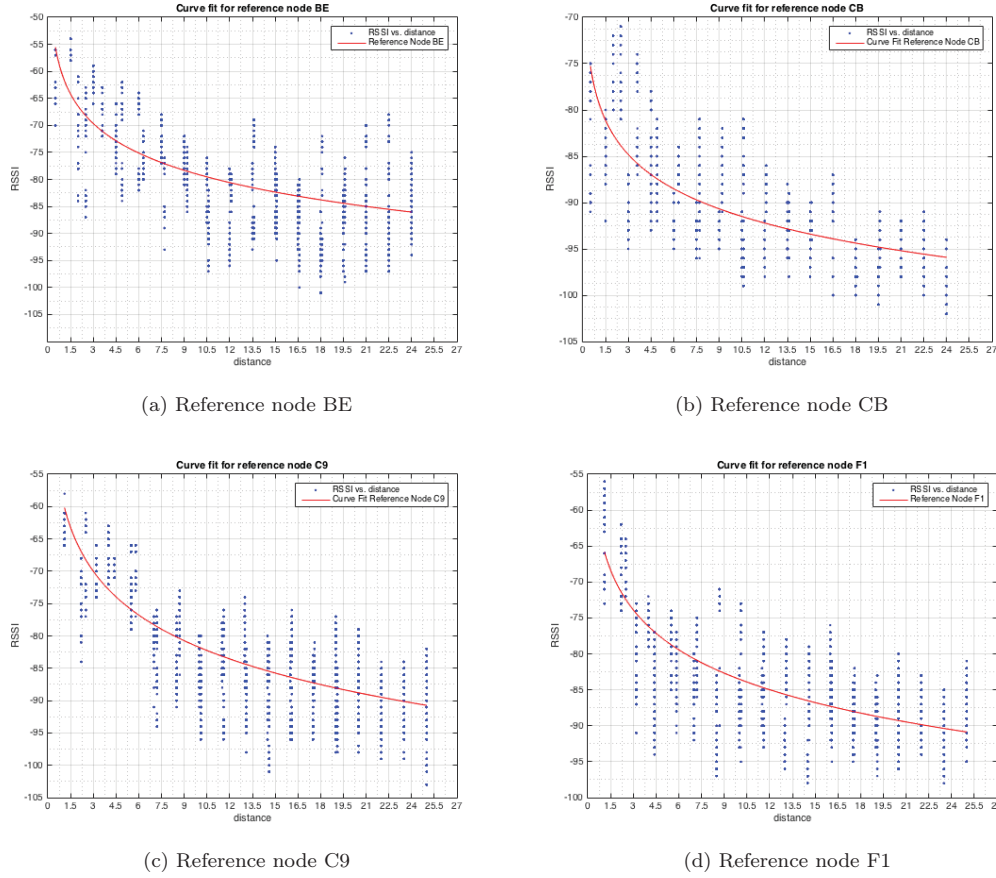 Curve fit for reference node BE
RSSI vs. distance
Reference Node BE
-50
-55
-60
-65
-70
-75
-80
-85
-90
-95
-100
-105
-110
RSSI
0 1.5 3 4.5 6 7.5 9 10.5 12 13.5 15 16.5 18 19.5 21 22.5 24 25.5 27
distance
(a) Reference node BE
Curve fit for reference node CB
RSSI vs. distance
Curve Fit Reference Node CB
-70
-75
-80
-85
-90
-95
-100
-105
RSSI
0 1.5 3 4.5 6 7.5 9 10.5 12 13.5 15 16.5 18 19.5 21 22.5 24 25.5 27
distance
(b) Reference node CB
Curve fit for reference node C9
RSSI vs. distance
Curve Fit Reference Node C9
-55
-60
-65
-70
-75
-80
-85
-90
-95
-100
-105
RSSI
0 1.5 3 4.5 6 7.5 9 10.5 12 13.5 15 16.5 18 19.5 21 22.5 24 25.5 27
distance
(c) Reference node C9
Curve fit for reference node F1
RSSI vs. distance
Reference Node F1
-55
-60
-65
-70
-75
-80
-85
-90
-95
-100
RSSI
0 1.5 3 4.5 6 7.5 9 10.5 12 13.5 15 16.5 18 19.5 21 22.5 24 25.5 27
distance
(d) Reference node F1